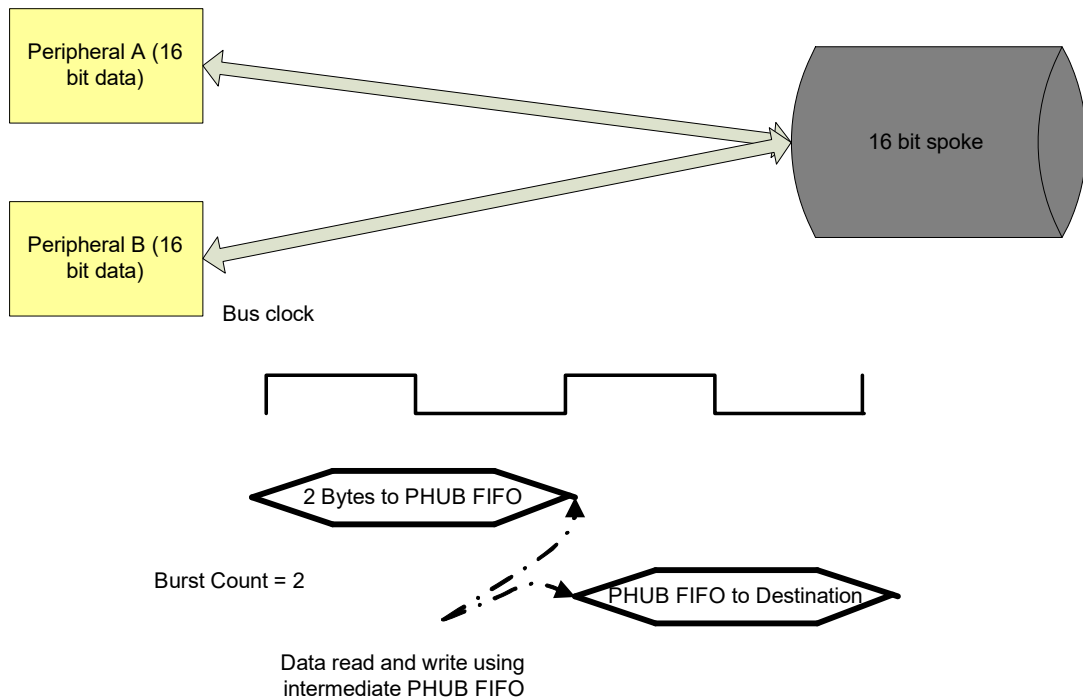 Peripheral A (16
bit data)
16 bit spoke
Peripheral B (16
bit data)
Bus clock
2 Bytes to PHUB FIFO
Burst Count = 2
PHUB FIFO to Destination
Data read and write using
intermediate PHUB FIFO